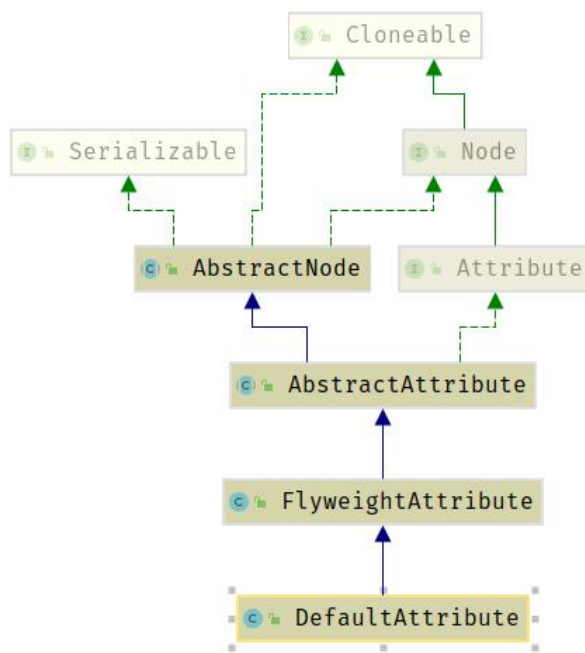 I Cloneable
I Serializable
I Node
C AbstractNode
I Attribute
C AbstractAttribute
C FlyweightAttribute
C DefaultAttribute